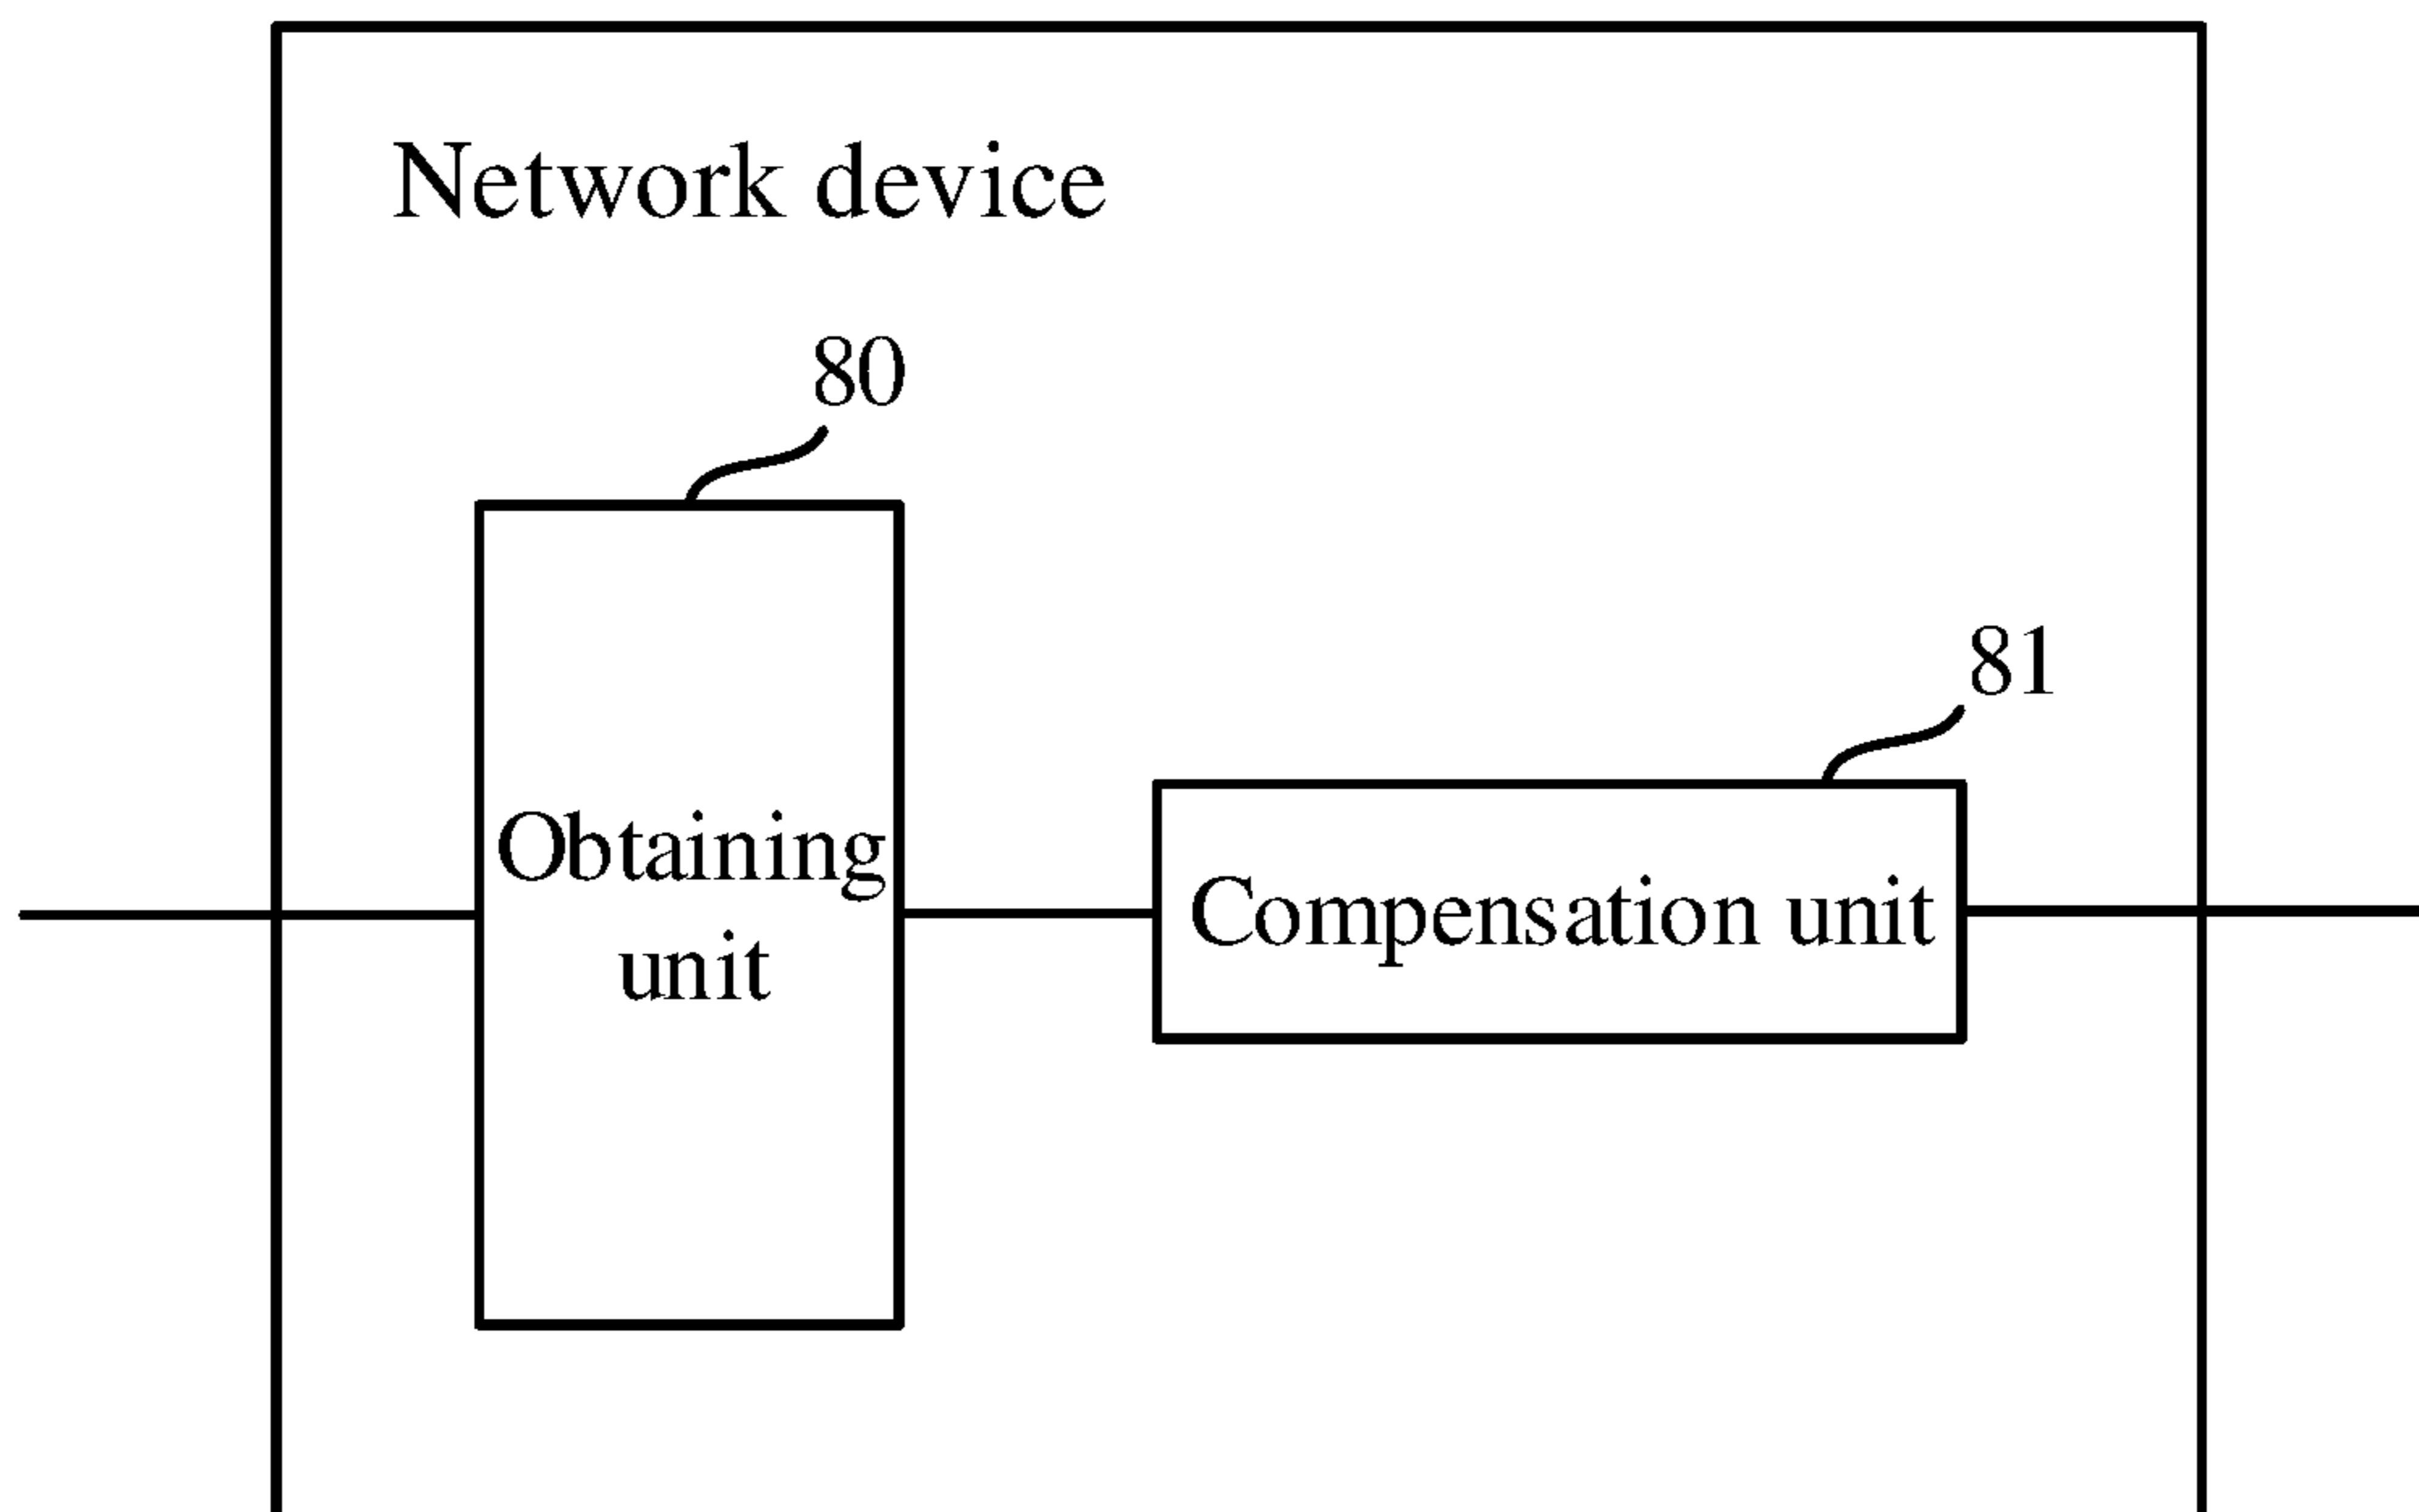 Network device
80
81
Obtaining
unit
Compensation unit